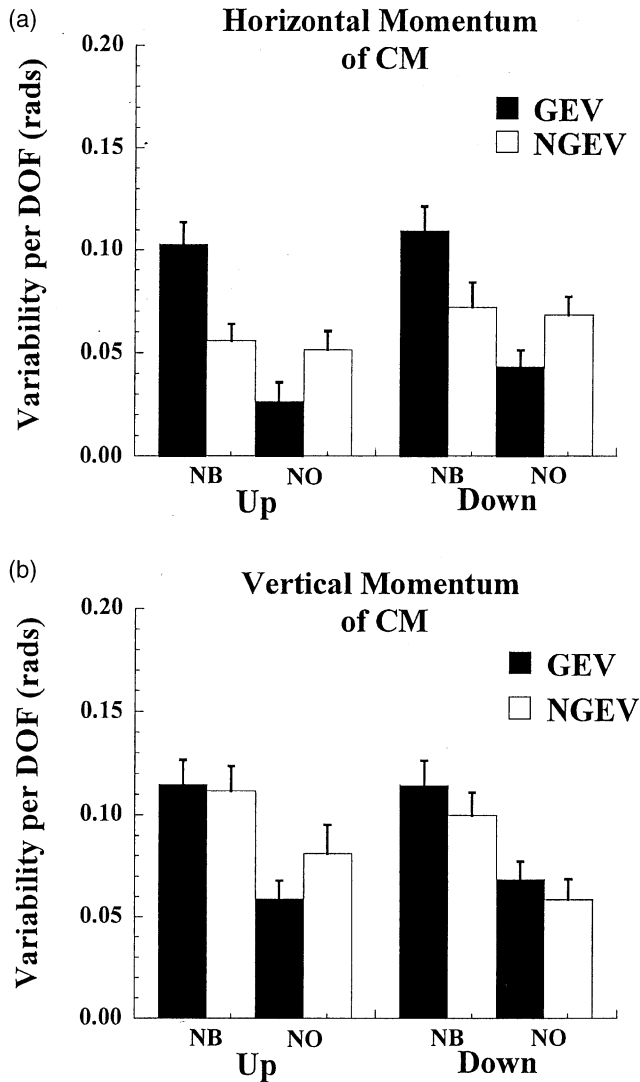 (a)
Horizontal Momentum
of CM
GEV
NGEV
Variability per DOF (rads)
0.20
0.15
0.10
0.05
0.00
NB NO NB NO
Up Down
(b)
Vertical Momentum
of CM
GEV
NGEV
Variability per DOF (rads)
0.20
0.15
0.10
0.05
0.00
NB NO NB NO
Up Down